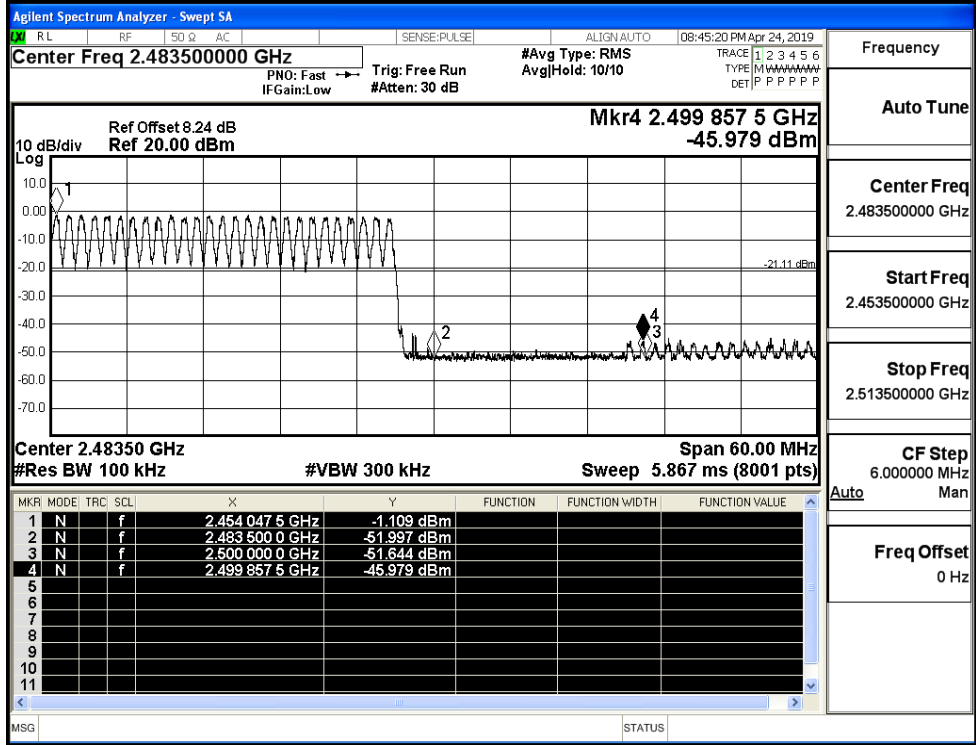 Agilent Spectrum Analyzer - Swept SA
LXI RL RF 50 Ω AC SENSE:PULSE ALIGN AUTO 08:45:20 PM Apr 24, 2019
Center Freq 2.483500000 GHz
PNO: Fast
IFGain:Low
Trig: Free Run
#Atten: 30 dB
#Avg Type: RMS
Avg|Hold: 10/10
TRACE 1 2 3 4 5 6
TYPE M WWWWW
DET P P P P P P
Frequency
Auto Tune
Center Freq
2.483500000 GHz
Start Freq
2.453500000 GHz
Stop Freq
2.513500000 GHz
CF Step
6.000000 MHz
Auto Man
Freq Offset
0 Hz
Mkr4 2.499 857 5 GHz
-45.979 dBm
Ref Offset 8.24 dB
10 dB/div Ref 20.00 dBm
Log
10.0
0.00
-10.0
-20.0
-30.0
-40.0
-50.0
-60.0
-70.0
1
2
4
3
-21.11 dBm
Center 2.48350 GHz Span 60.00 MHz
#Res BW 100 kHz #VBW 300 kHz Sweep 5.867 ms (8001 pts)
MKR MODE TRC SCL X Y FUNCTION FUNCTION WIDTH FUNCTION VALUE
1 N f 2.454 047 5 GHz -1.109 dBm
2 N f 2.483 500 0 GHz -51.997 dBm
3 N f 2.500 000 0 GHz -51.644 dBm
4 N f 2.499 857 5 GHz -45.979 dBm
5
6
7
8
9
10
11
MSG STATUS